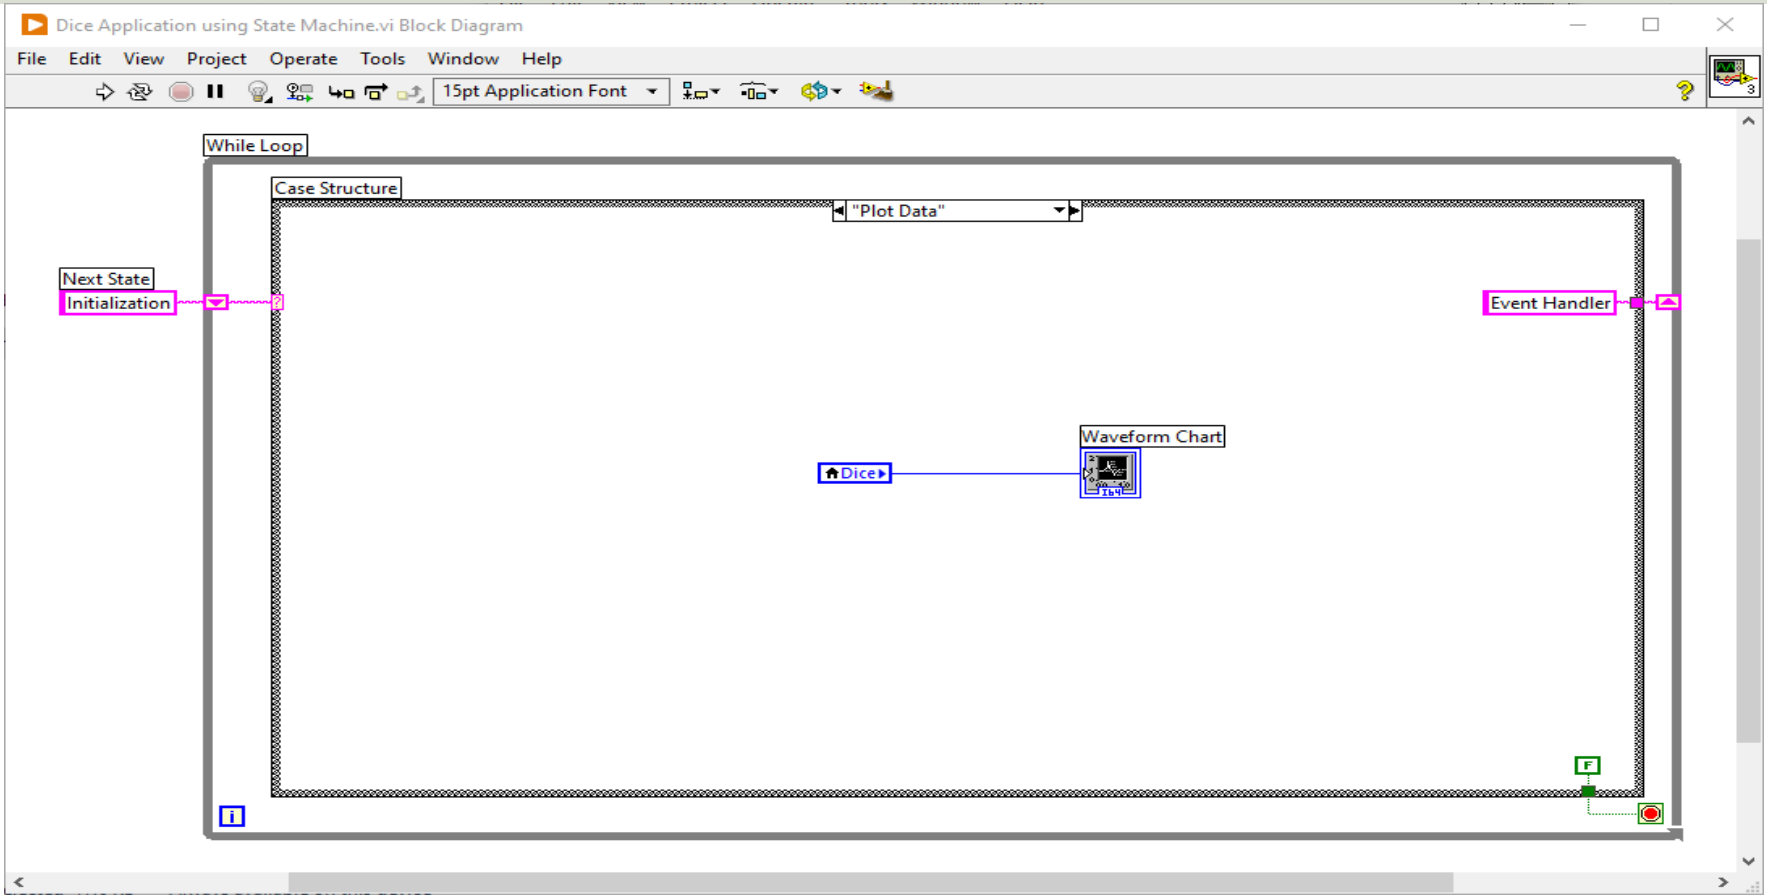 Dice Application using State Machine.vi Block Diagram
File Edit View Project Operate Tools Window Help
15pt Application Font
3
While Loop
Case Structure
"Plot Data"
Next State
Initialization
?
Event Handler
Waveform Chart
Dice
I64
F
i